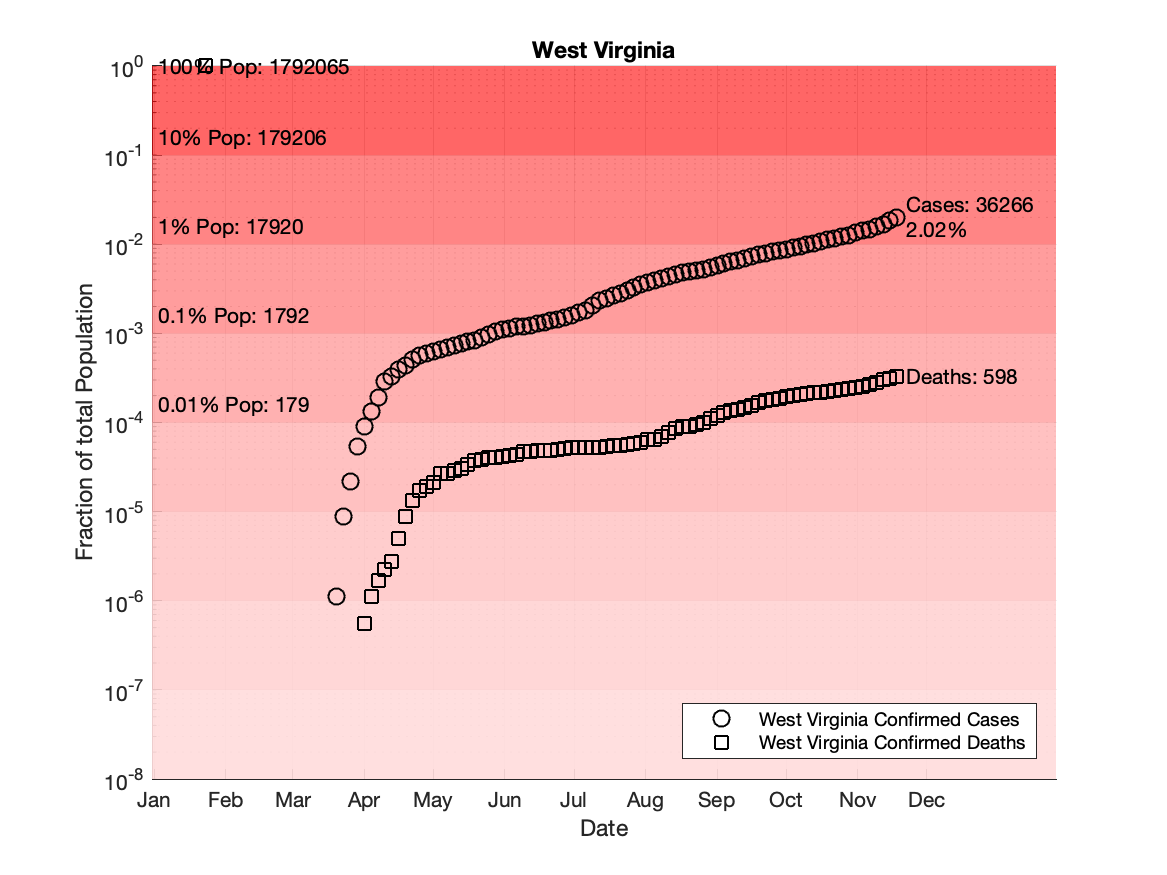 West Virginia
10^0
100% Pop: 1792065
10% Pop: 179206
10^-1
Cases: 36266
1% Pop: 17920
2.02%
10^-2
0.1% Pop: 1792
10^-3
Deaths: 598
0.01% Pop: 179
10^-4
10^-5
10^-6
10^-7
10^-8
Fraction of total Population
West Virginia Confirmed Cases
West Virginia Confirmed Deaths
Jan Feb Mar Apr May Jun Jul Aug Sep Oct Nov Dec
Date